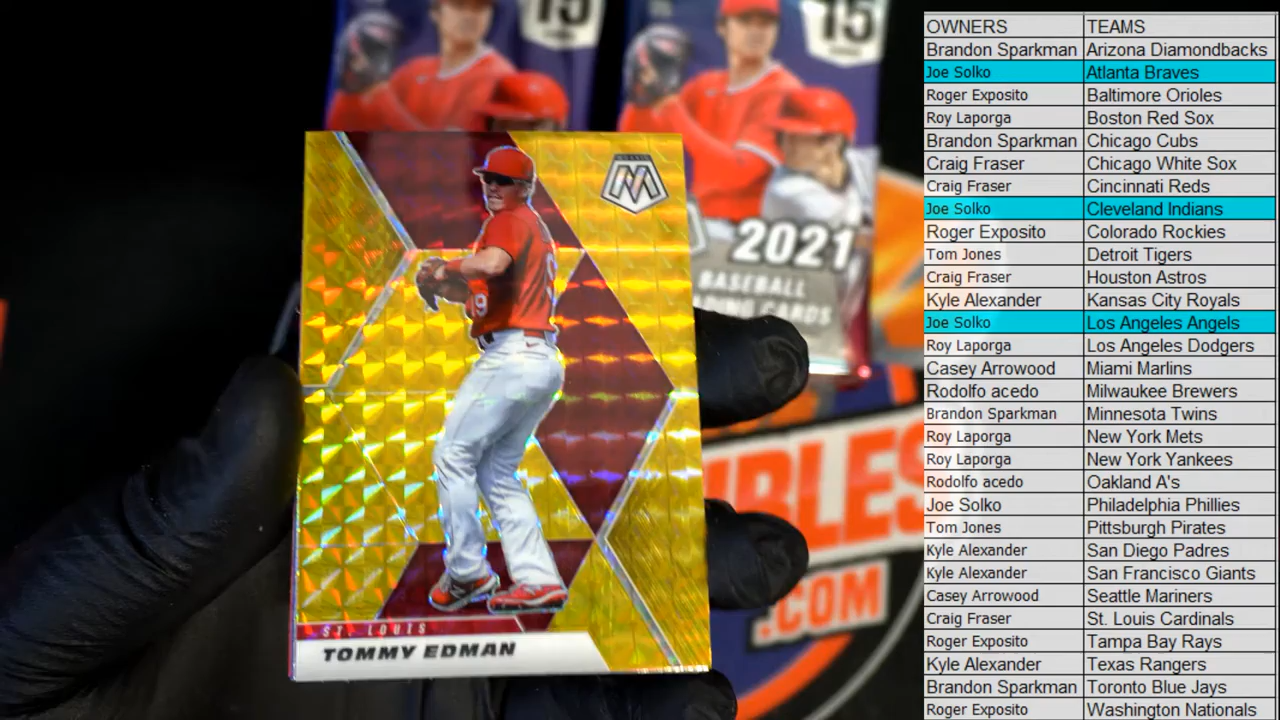 15
15
2021
BASEBALL
CARDS
19
ST. LOUIS
TOMMY EDMAN
.COM
OWNERS TEAMS
Brandon Sparkman Arizona Diamondbacks
Joe Solko Atlanta Braves
Roger Exposito Baltimore Orioles
Roy Laporga Boston Red Sox
Brandon Sparkman Chicago Cubs
Craig Fraser Chicago White Sox
Craig Fraser Cincinnati Reds
Joe Solko Cleveland Indians
Roger Exposito Colorado Rockies
Tom Jones Detroit Tigers
Craig Fraser Houston Astros
Kyle Alexander Kansas City Royals
Joe Solko Los Angeles Angels
Roy Laporga Los Angeles Dodgers
Casey Arrowood Miami Marlins
Rodolfo acedo Milwaukee Brewers
Brandon Sparkman Minnesota Twins
Roy Laporga New York Mets
Roy Laporga New York Yankees
Rodolfo acedo Oakland A's
Joe Solko Philadelphia Phillies
Tom Jones Pittsburgh Pirates
Kyle Alexander San Diego Padres
Kyle Alexander San Francisco Giants
Casey Arrowood Seattle Mariners
Craig Fraser St. Louis Cardinals
Roger Exposito Tampa Bay Rays
Kyle Alexander Texas Rangers
Brandon Sparkman Toronto Blue Jays
Roger Exposito Washington Nationals